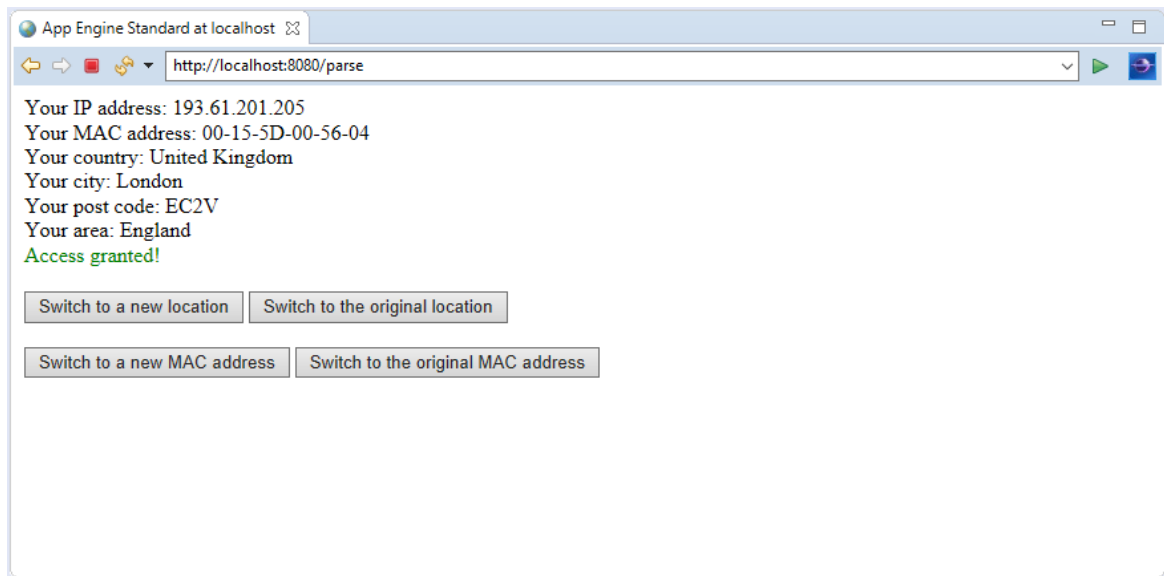 App Engine Standard at localhost
http://localhost:8080/parse
Your IP address: 193.61.201.205
Your MAC address: 00-15-5D-00-56-04
Your country: United Kingdom
Your city: London
Your post code: EC2V
Your area: England
Access granted!
Switch to a new location Switch to the original location
Switch to a new MAC address Switch to the original MAC address